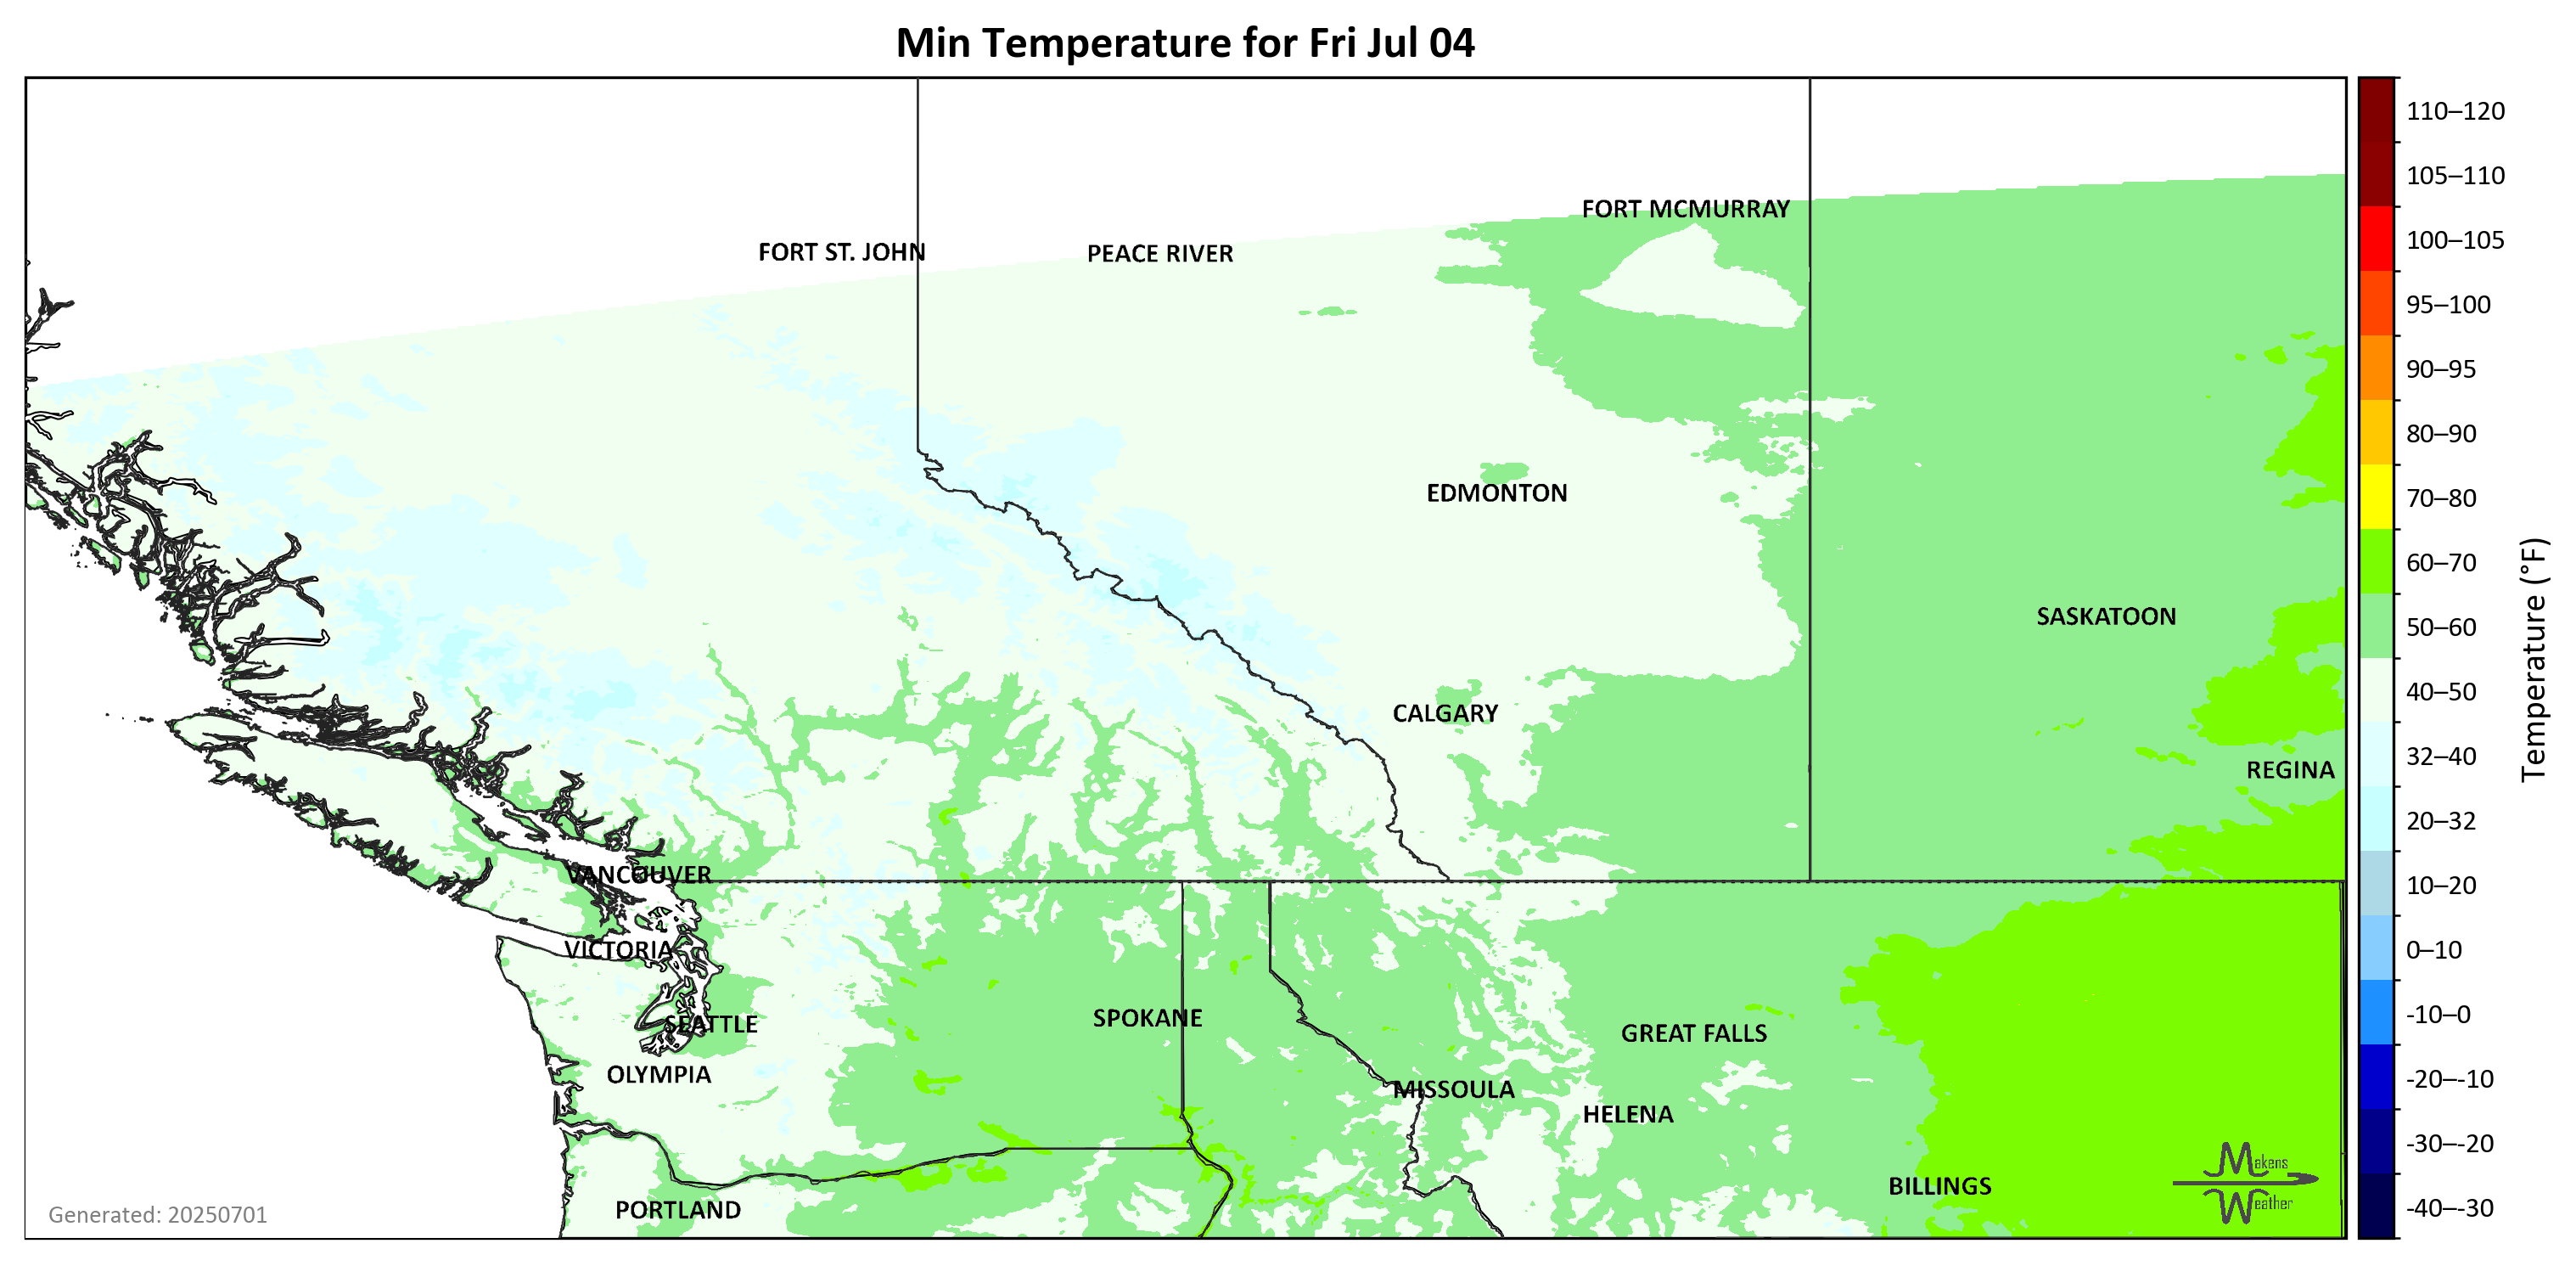 Min Temperature for Fri Jul 04
110–120
105–110
FORT MCMURRAY
100–105
FORT ST. JOHN
PEACE RIVER
95–100
90–95
80–90
EDMONTON
70–80
60–70
Temperature (°F)
SASKATOON
50–60
40–50
CALGARY
32–40
REGINA
20–32
VANCOUVER
10–20
VICTORIA
0–10
SEATTLE
SPOKANE
GREAT FALLS
-10–0
OLYMPIA
MISSOULA
HELENA
-20–-10
-30–-20
Makens
Weather
BILLINGS
PORTLAND
-40–-30
Generated: 20250701